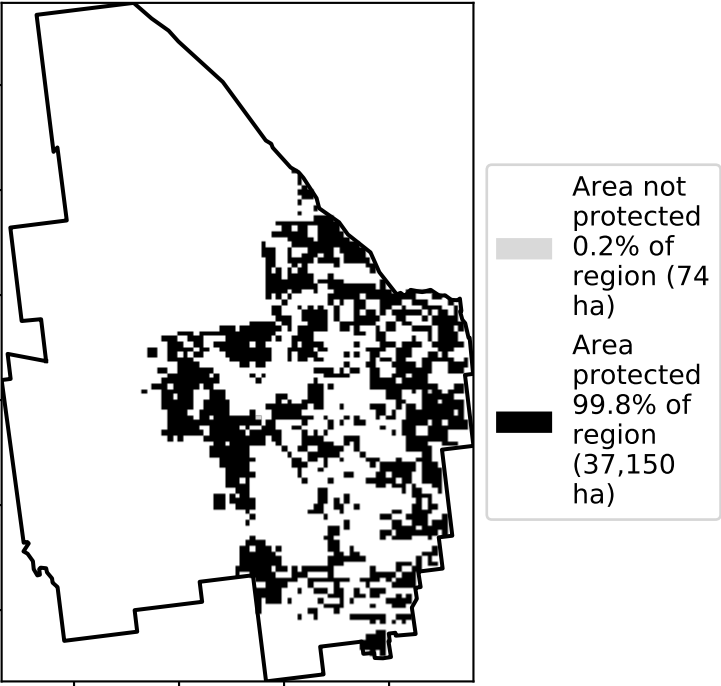 Area not
protected
0.2% of
region (74
ha)
Area
protected
99.8% of
region
(37,150
ha)